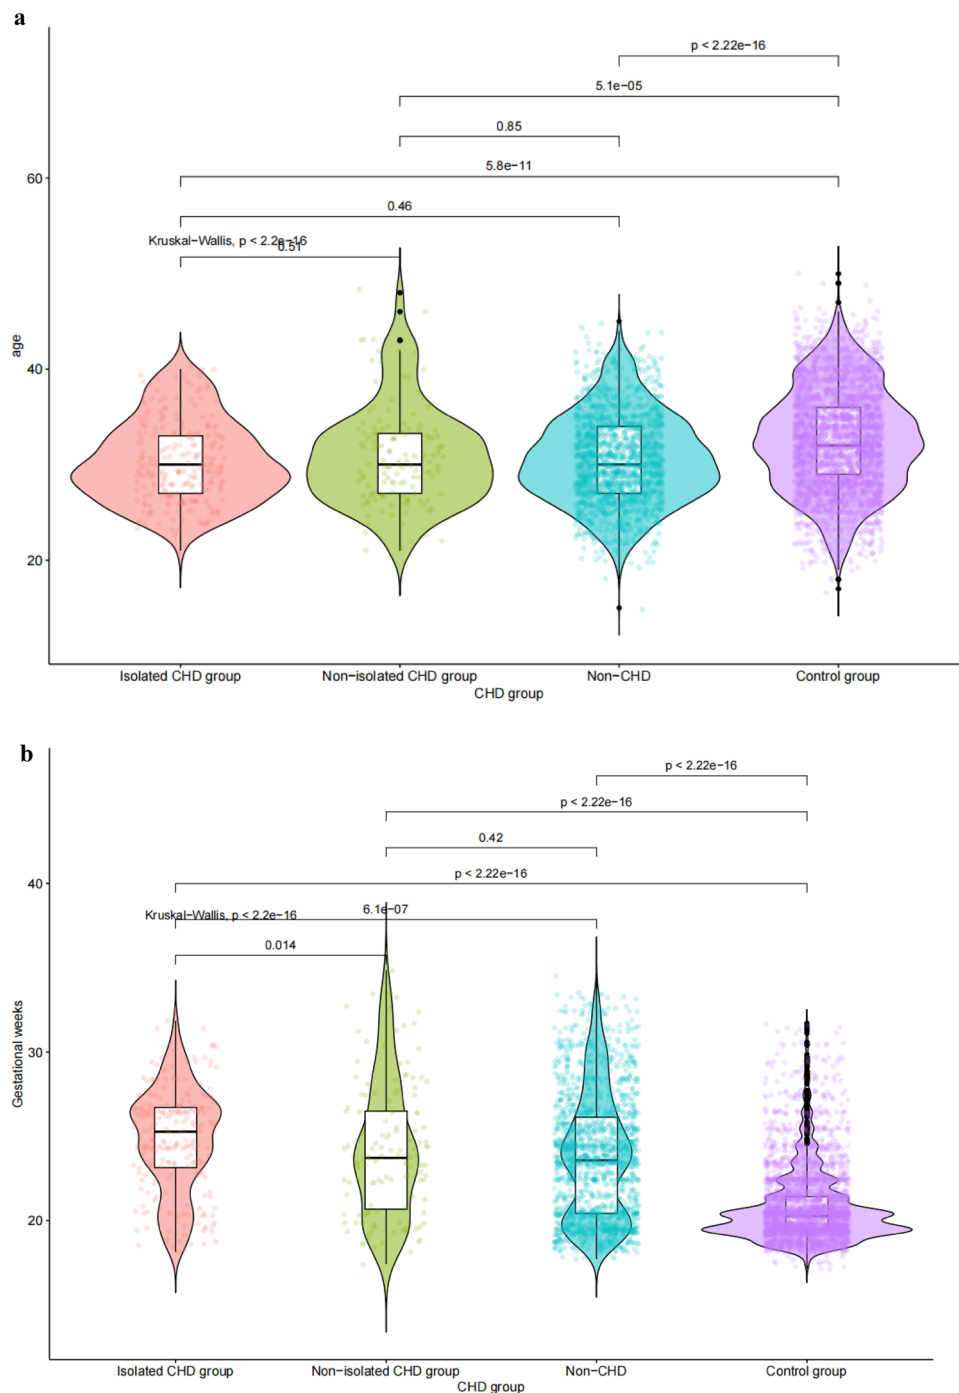 a
p < 2.22e−16
5.1e−05
0.85
5.8e−11
60
0.46
Kruskal−Wallis, p < 2.2e−16
0.51
age
40
20
Isolated CHD group
Non−isolated CHD group
Non−CHD
Control group
CHD group
b
p < 2.22e−16
p < 2.22e−16
0.42
40
p < 2.22e−16
6.1e−07
Kruskal−Wallis, p < 2.2e−16
0.014
Gestational weeks
30
20
Isolated CHD group
Non−isolated CHD group
Non−CHD
Control group
CHD group